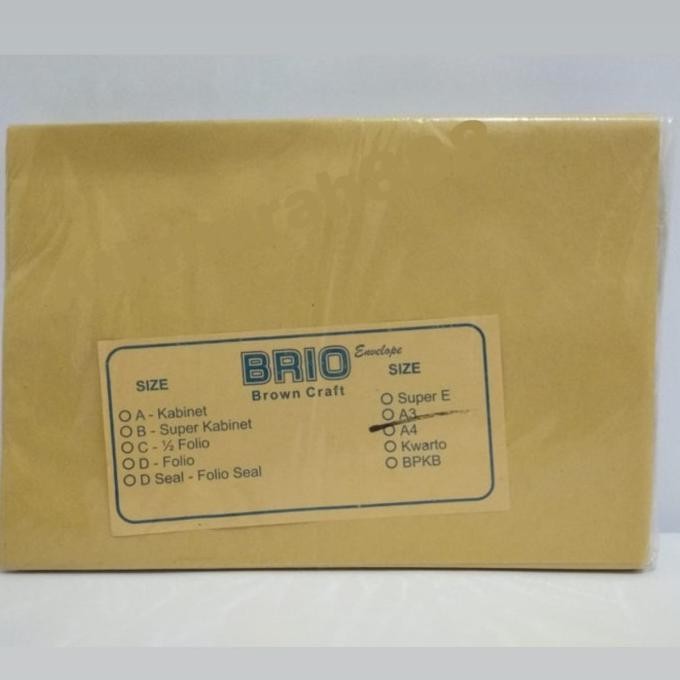 BRIO Envelope
Brown Craft
SIZE
A - Kabinet
B - Super Kabinet
C - ½ Folio
D - Folio
D Seal - Folio Seal
SIZE
Super E
A3
A4
Kwarto
BPKB